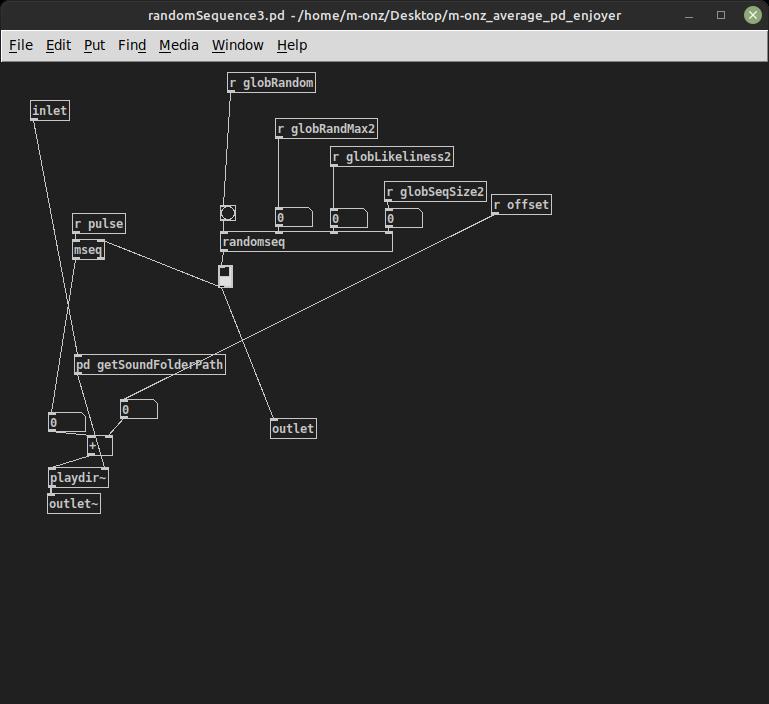 randomSequence3.pd - /home/m-onz/Desktop/m-onz_average_pd_enjoyer
File Edit Put Find Media Window Help
r globRandom
inlet
r globRandMax2
r globLikeliness2
r globSeqSize2
r offset
r pulse
0
0
0
randomseq
mseq
pd getSoundFolderPath
0
0
+
outlet
playdir~
outlet~